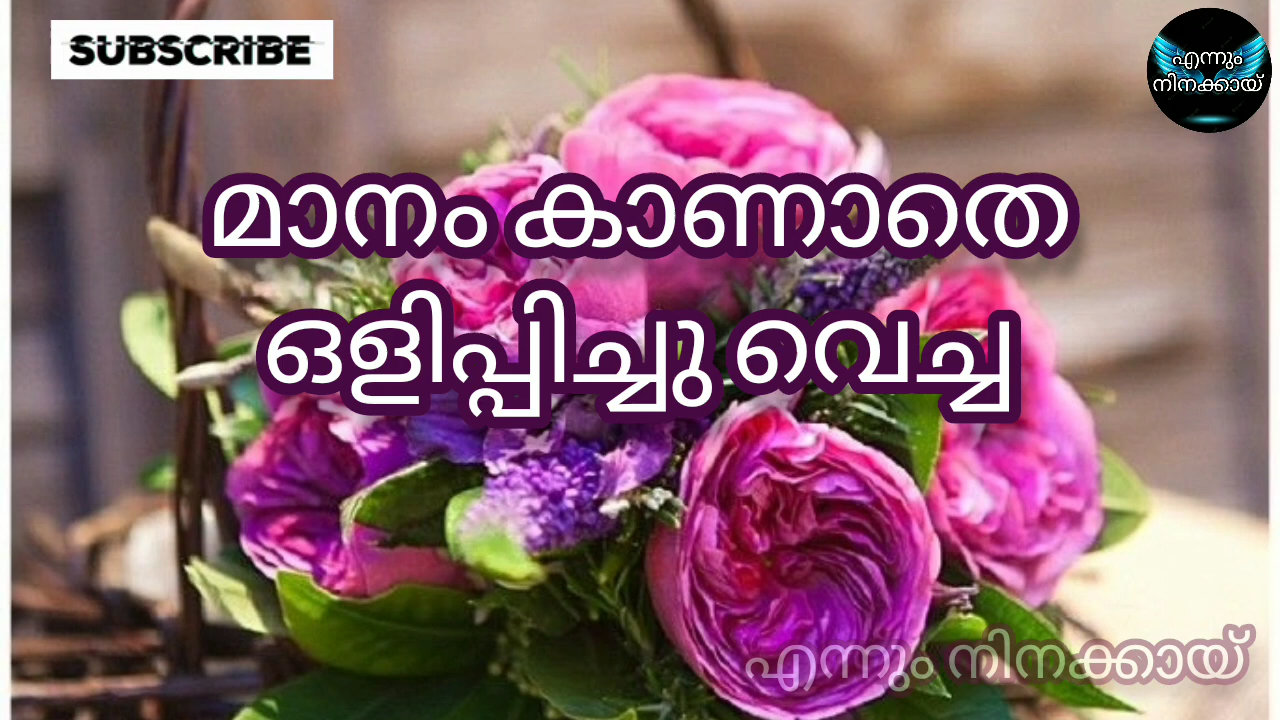 SUBSCRIBE
എന്നും
നിനക്കായ്
മാനം കാണാതെ
ഒളിപ്പിച്ചു വെച്ച
എന്നും നിനക്കായ്